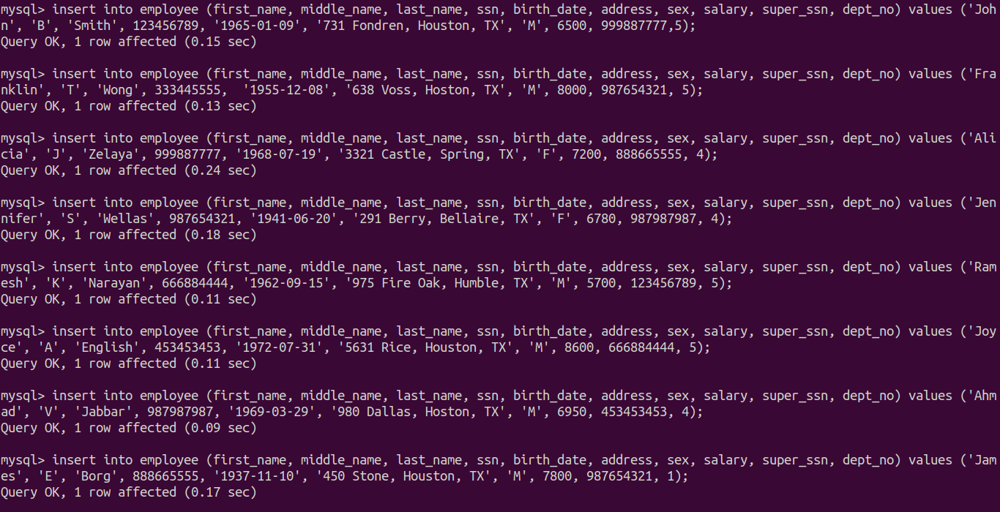 mysql> insert into employee (first_name, middle_name, last_name, ssn, birth_date, address, sex, salary, super_ssn, dept_no) values ('Joh
n', 'B', 'Smith', 123456789, '1965-01-09', '731 Fondren, Houston, TX', 'M', 6500, 999887777,5);
Query OK, 1 row affected (0.15 sec)
mysql> insert into employee (first_name, middle_name, last_name, ssn, birth_date, address, sex, salary, super_ssn, dept_no) values ('Fra
nklin', 'T', 'Wong', 333445555,  '1955-12-08', '638 Voss, Hoston, TX', 'M', 8000, 987654321, 5);
Query OK, 1 row affected (0.13 sec)
mysql> insert into employee (first_name, middle_name, last_name, ssn, birth_date, address, sex, salary, super_ssn, dept_no) values ('Ali
cia', 'J', 'Zelaya', 999887777, '1968-07-19', '3321 Castle, Spring, TX', 'F', 7200, 888665555, 4);
Query OK, 1 row affected (0.24 sec)
mysql> insert into employee (first_name, middle_name, last_name, ssn, birth_date, address, sex, salary, super_ssn, dept_no) values ('Jen
nifer', 'S', 'Wellas', 987654321, '1941-06-20', '291 Berry, Bellaire, TX', 'F', 6780, 987987987, 4);
Query OK, 1 row affected (0.18 sec)
mysql> insert into employee (first_name, middle_name, last_name, ssn, birth_date, address, sex, salary, super_ssn, dept_no) values ('Ram
esh', 'K', 'Narayan', 666884444, '1962-09-15', '975 Fire Oak, Humble, TX', 'M', 5700, 123456789, 5);
Query OK, 1 row affected (0.11 sec)
mysql> insert into employee (first_name, middle_name, last_name, ssn, birth_date, address, sex, salary, super_ssn, dept_no) values ('Joy
ce', 'A', 'English', 453453453, '1972-07-31', '5631 Rice, Houston, TX', 'M', 8600, 666884444, 5);
Query OK, 1 row affected (0.11 sec)
mysql> insert into employee (first_name, middle_name, last_name, ssn, birth_date, address, sex, salary, super_ssn, dept_no) values ('Ahm
ad', 'V', 'Jabbar', 987987987, '1969-03-29', '980 Dallas, Hoston, TX', 'M', 6950, 453453453, 4);
Query OK, 1 row affected (0.09 sec)
mysql> insert into employee (first_name, middle_name, last_name, ssn, birth_date, address, sex, salary, super_ssn, dept_no) values ('Jam
es', 'E', 'Borg', 888665555, '1937-11-10', '450 Stone, Houston, TX', 'M', 7800, 987654321, 1);
Query OK, 1 row affected (0.17 sec)